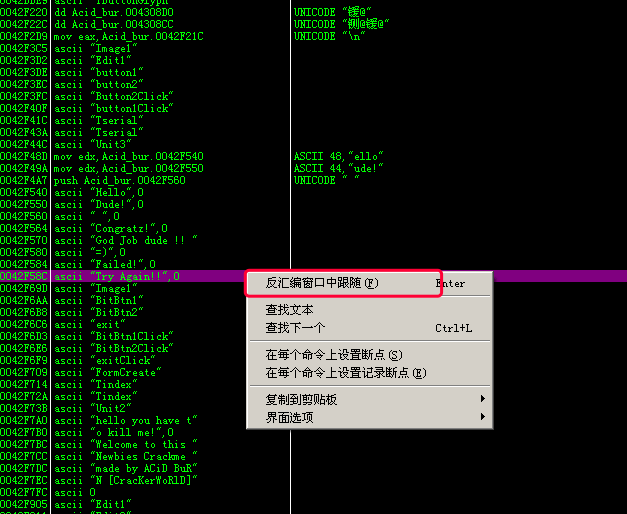 0042F220 dd Acid_bur.004308D0 UNICODE "锾@"
0042F22C dd Acid_bur.004308CC UNICODE "铡@锾@"
0042F2D9 mov eax,Acid_bur.0042F21C UNICODE "\n"
0042F3C5 ascii "Image1"
0042F3D2 ascii "Edit1"
0042F3DE ascii "button1"
0042F3EC ascii "button2"
0042F3FC ascii "Button2Click"
0042F40F ascii "button1Click"
0042F41C ascii "Tserial"
0042F43A ascii "Tserial"
0042F44C ascii "Unit3"
0042F48D mov edx,Acid_bur.0042F540 ASCII 48,"ello"
0042F49A mov edx,Acid_bur.0042F550 ASCII 44,"ude!"
0042F4A7 push Acid_bur.0042F560 UNICODE " "
0042F540 ascii "Hello",0
0042F550 ascii "Dude!",0
0042F560 ascii " ",0
0042F564 ascii "Congratz!",0
0042F570 ascii "God Job dude !! "
0042F580 ascii "=)",0
0042F584 ascii "Failed!",0
0042F58C ascii "Try Again!!",0
反汇编窗口中跟随(F) Enter
0042F69D ascii "Image1"
0042F6AA ascii "BitBtn1"
查找文本
0042F6B8 ascii "BitBtn2"
0042F6C6 ascii "exit"
查找下一个 Ctrl+L
0042F6D3 ascii "BitBtn1Click"
0042F6E6 ascii "BitBtn2Click"
在每个命令上设置断点(S)
0042F6F9 ascii "exitClick"
0042F709 ascii "FormCreate"
在每个命令上设置记录断点(E)
0042F714 ascii "Tindex"
0042F72A ascii "Tindex"
复制到剪贴板
0042F73B ascii "Unit2"
0042F7A0 ascii "hello you have t"
界面选项
0042F7B0 ascii "o kill me!",0
0042F7BC ascii "Welcome to this "
0042F7CC ascii "Newbies Crackme "
0042F7DC ascii "made by ACiD BuR"
0042F7EC ascii "N [CracKerWoRlD]"
0042F7FC ascii 0
0042F905 ascii "Edit1"